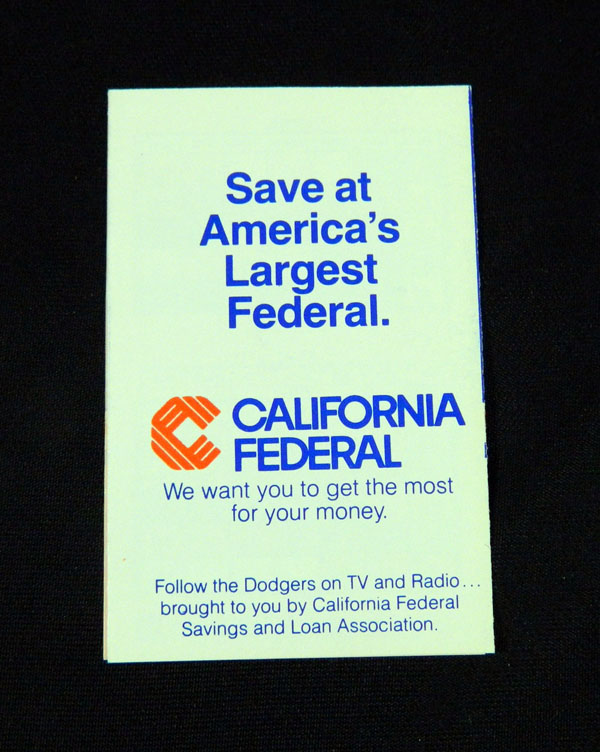 Save at
America's
Largest
Federal.
CALIFORNIA
FEDERAL
We want you to get the most
for your money.
Follow the Dodgers on TV and Radio...
brought to you by California Federal
Savings and Loan Association.